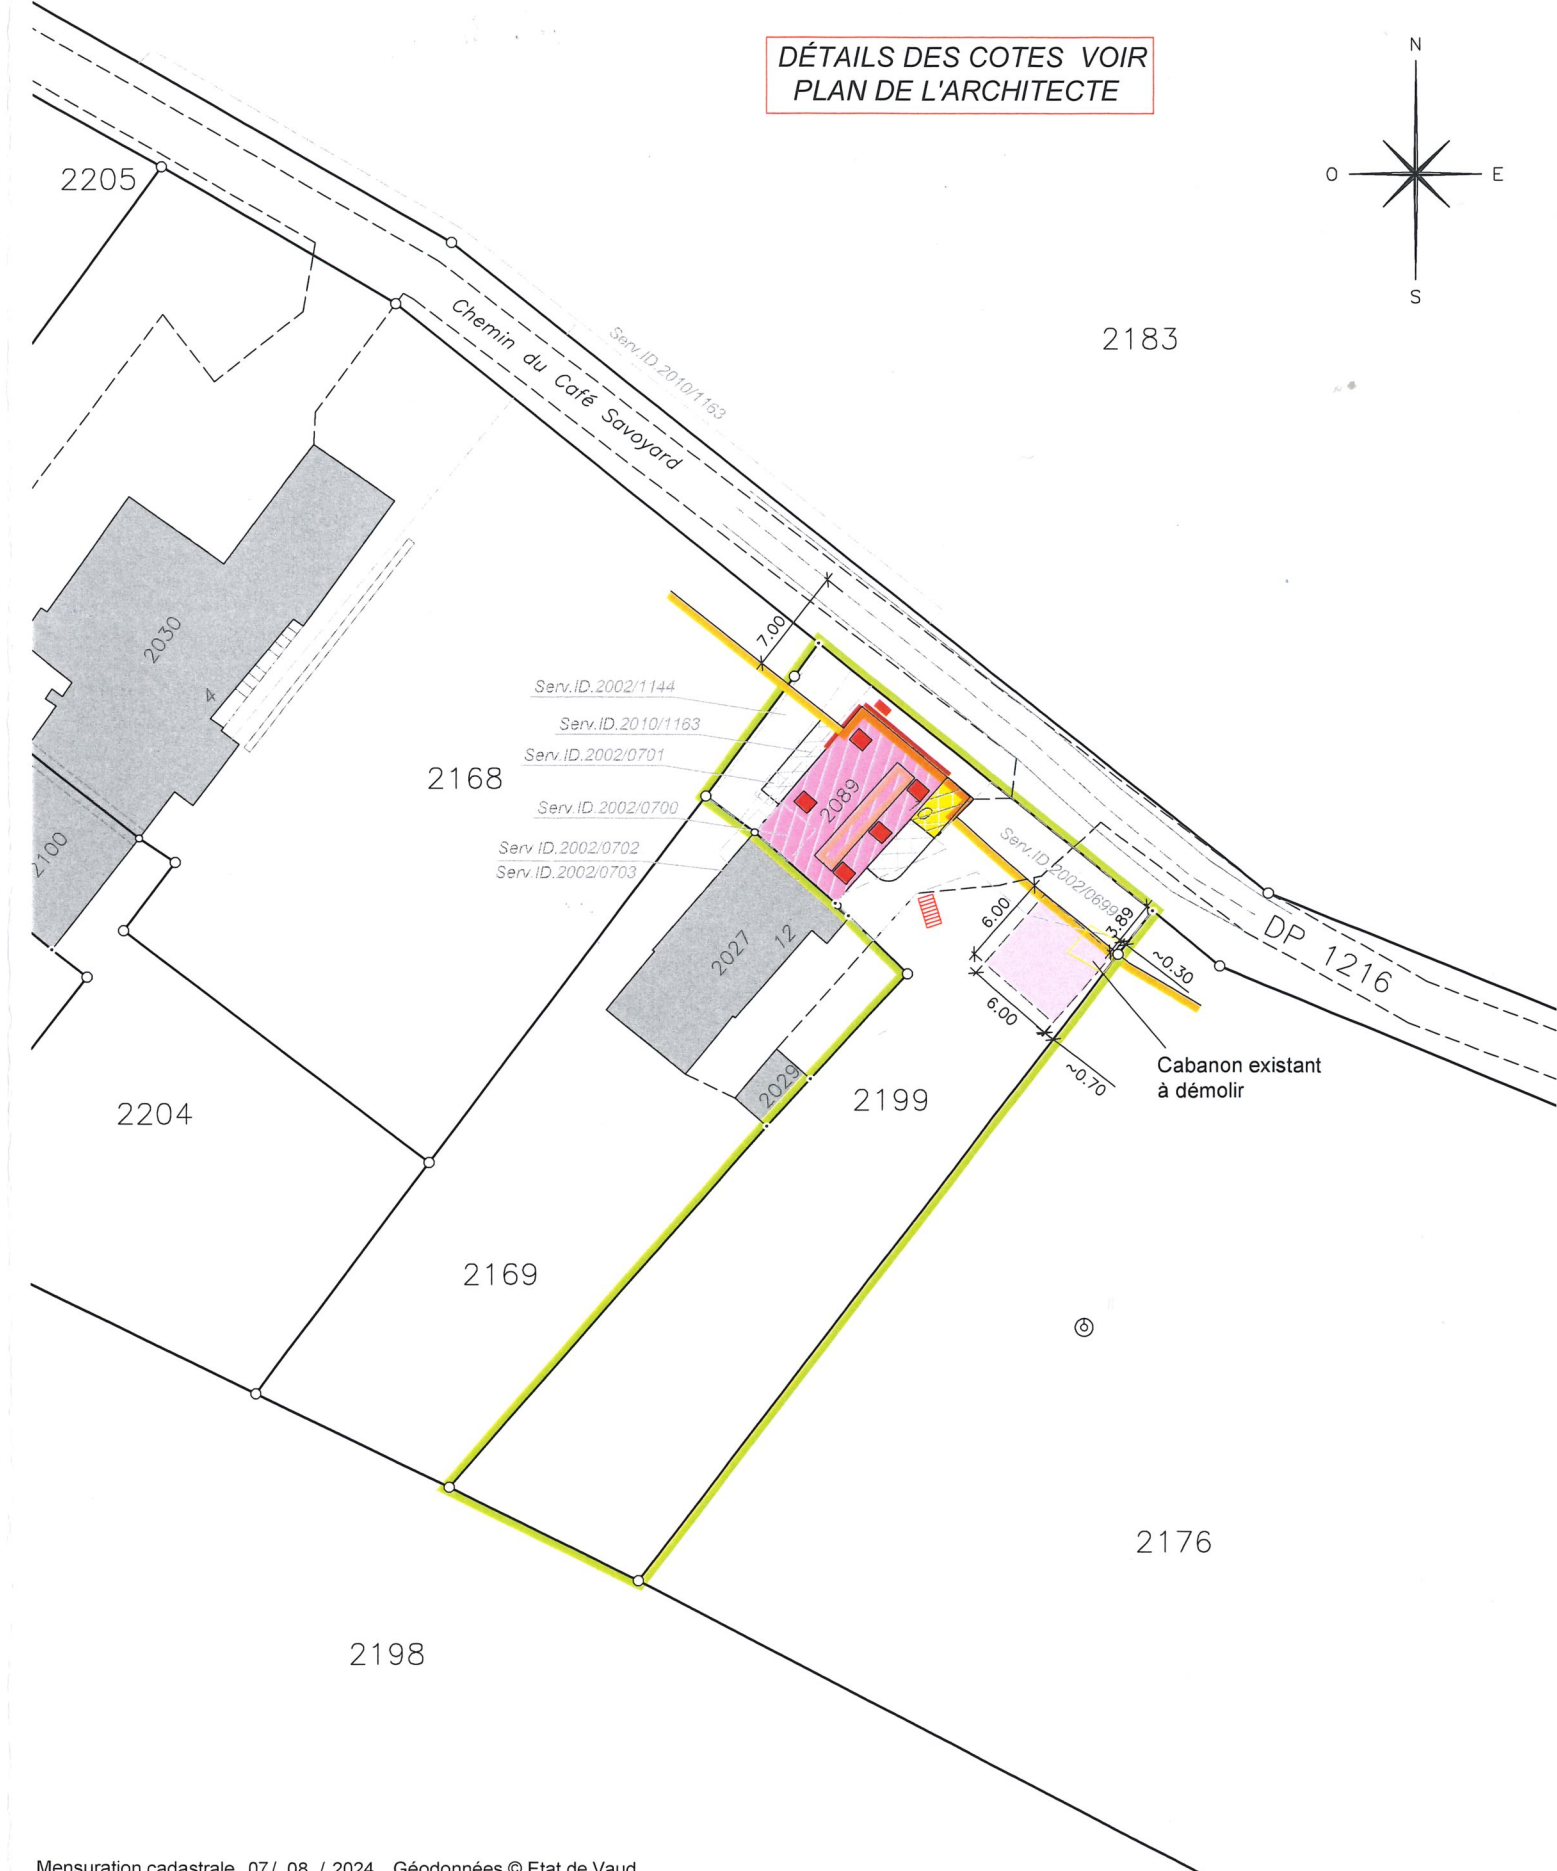 DÉTAILS DES COTES VOIR
PLAN DE L'ARCHITECTE
N
O
E
S
2205
2183
Chemin du Café Savoyard
Serv.ID.2010/1163
2030
4
7.00
Serv.ID.2002/1144
Serv.ID.2010/1163
Serv.ID.2002/0701
2168
2089
Serv.ID.2002/0700
Serv ID.2002/0702
Serv.ID.2002/0703
2100
Serv.ID.2002/0699
6.00
3.89
~0.30
DP 1216
2027
12
6.00
~0.70
Cabanon existant
à démolir
2029
2199
2204
2169
2176
2198
Mensuration cadastrale 07 / 08 / 2024 Géodonnées © Etat de Vaud